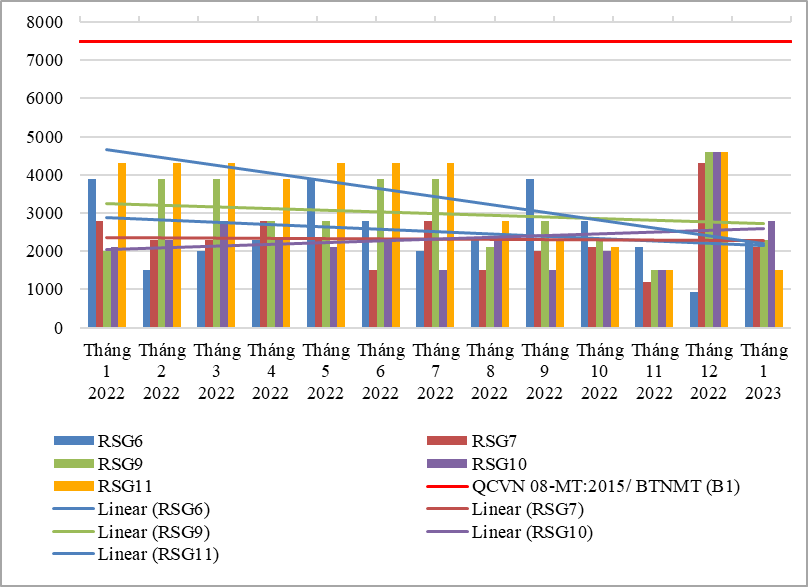 8000
7000
6000
5000
4000
3000
2000
1000
0
Tháng 1 2022
Tháng 2 2022
Tháng 3 2022
Tháng 4 2022
Tháng 5 2022
Tháng 6 2022
Tháng 7 2022
Tháng 8 2022
Tháng 9 2022
Tháng 10 2022
Tháng 11 2022
Tháng 12 2022
Tháng 1 2023
RSG6
RSG7
RSG9
RSG10
RSG11
QCVN 08-MT:2015/ BTNMT (B1)
Linear (RSG6)
Linear (RSG7)
Linear (RSG9)
Linear (RSG10)
Linear (RSG11)